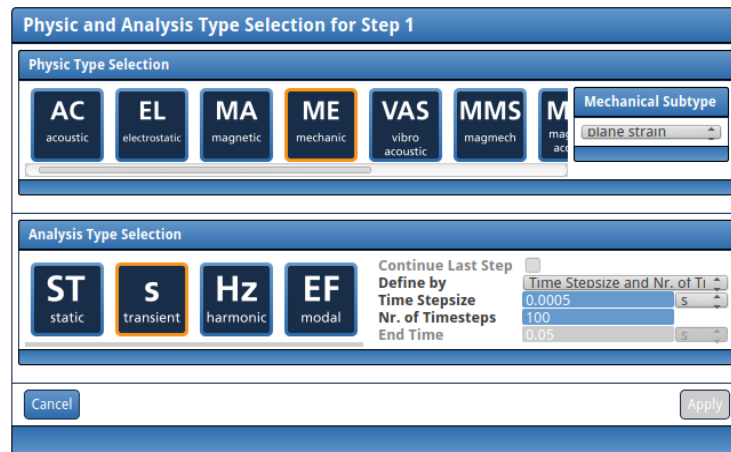 Physic and Analysis Type Selection for Step 1
Physic Type Selection
AC
acoustic
EL
electrostatic
MA
magnetic
ME
mechanic
VAS
vibro
acoustic
MMS
magmech
Mechanical Subtype
plane strain
Analysis Type Selection
ST
static
s
transient
Hz
harmonic
EF
modal
Continue Last Step
Define by Time Stepsize and Nr. of Ti
Time Stepsize 0.0005 s
Nr. of Timesteps 100
End Time 0.05 s
Cancel
Apply